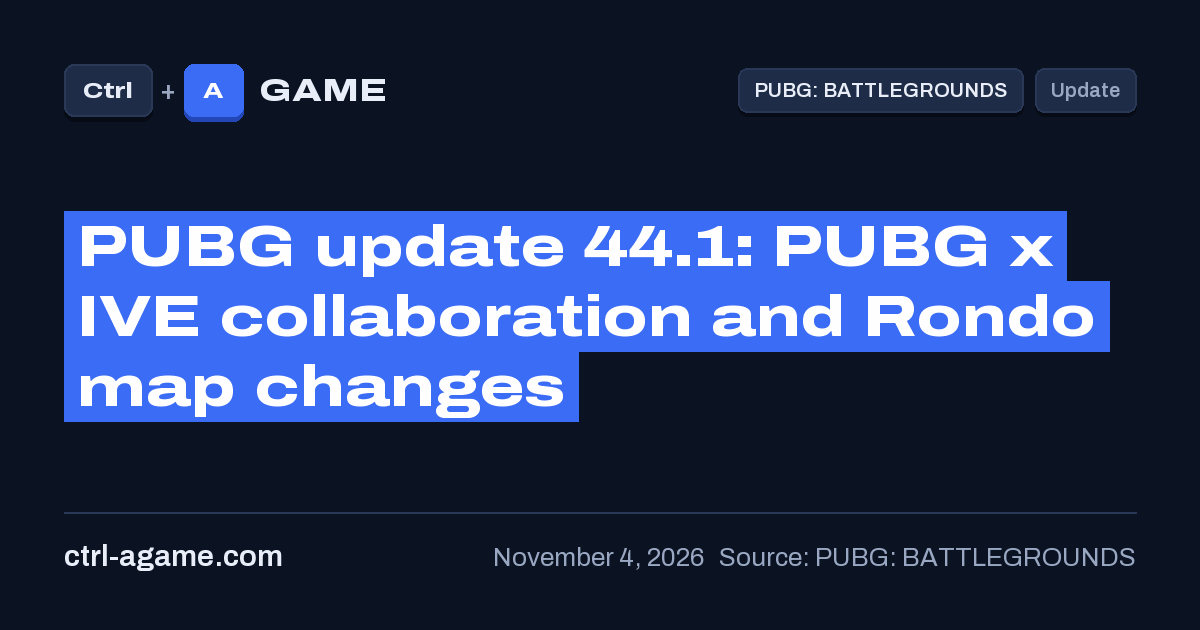 Ctrl + A GAME
PUBG: BATTLEGROUNDS
Update
PUBG update 44.1: PUBG x
IVE collaboration and Rondo
map changes
ctrl-agame.com
November 4, 2026 Source: PUBG: BATTLEGROUNDS